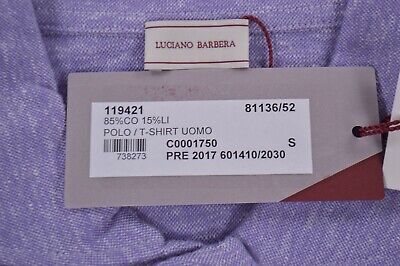 LUCIANO BARBERA
119421 81136/52
85%CO 15%LI
POLO / T-SHIRT UOMO
C0001750 S
738273 PRE 2017 601410/2030